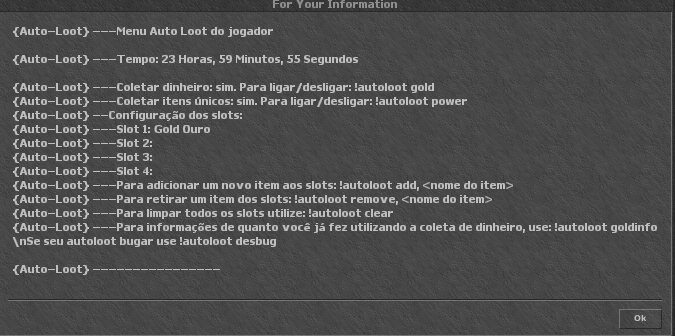 For Your Information
{Auto-Loot} ---Menu Auto Loot do jogador
{Auto-Loot} ---Tempo: 23 Horas, 59 Minutos, 55 Segundos
{Auto-Loot} ---Coletar dinheiro: sim. Para ligar/desligar: !autoloot gold
{Auto-Loot} ---Coletar itens únicos: sim. Para ligar/desligar: !autoloot power
{Auto-Loot} --Configuração dos slots:
{Auto-Loot} ---Slot 1: Gold Ouro
{Auto-Loot} ---Slot 2:
{Auto-Loot} ---Slot 3:
{Auto-Loot} ---Slot 4:
{Auto-Loot} ---Para adicionar um novo item aos slots: !autoloot add, <nome do item>
{Auto-Loot} ---Para retirar um item dos slots: !autoloot remove, <nome do item>
{Auto-Loot} ---Para limpar todos os slots utilize: !autoloot clear
{Auto-Loot} ---Para informações de quanto você já fez utilizando a coleta de dinheiro, use: !autoloot goldinfo
\nSe seu autoloot bugar use !autoloot desbug
{Auto-Loot} ----------------
Ok